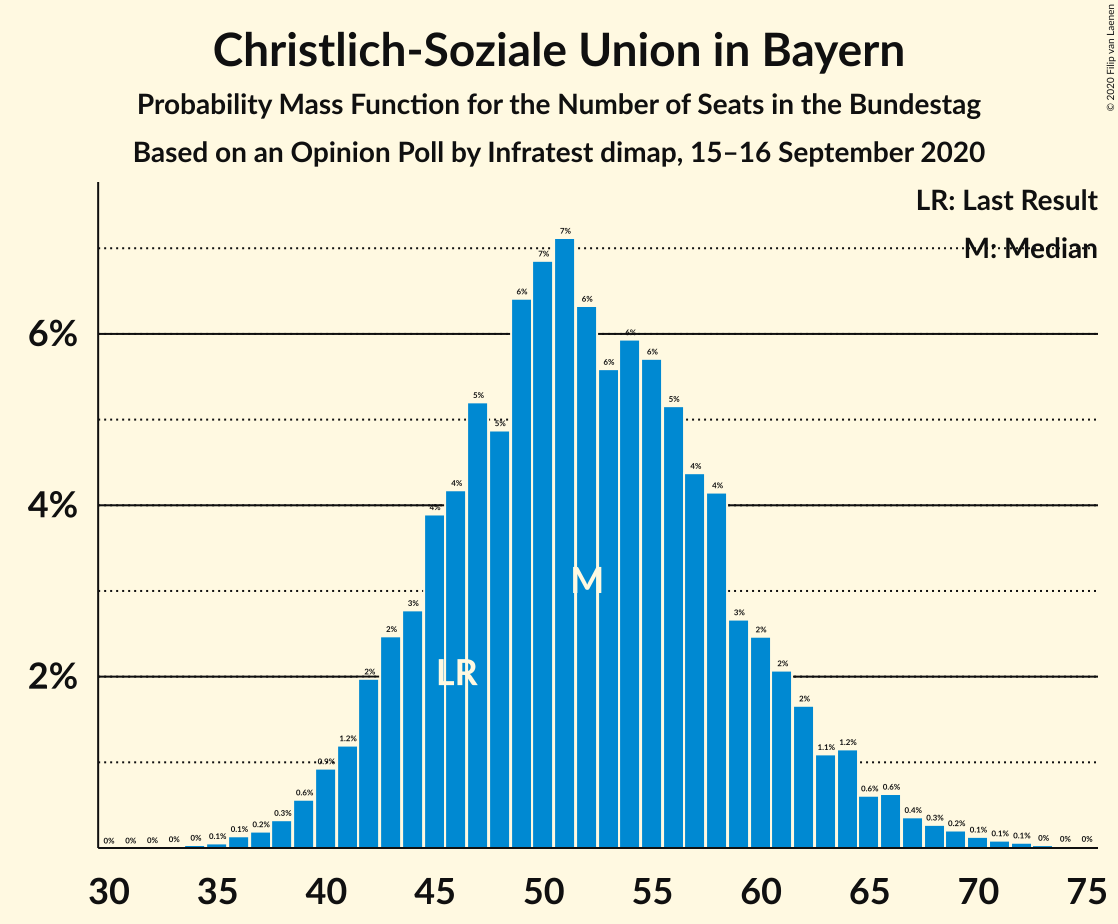 Christlich-Soziale Union in Bayern
Probability Mass Function for the Number of Seats in the Bundestag
Based on an Opinion Poll by Infratest dimap, 15–16 September 2020
© 2020 Filip van Laenen
LR: Last Result
M: Median
6%
4%
2%
0% 0% 0% 0% 0% 0.1% 0.1% 0.2% 0.3% 0.6% 0.9% 1.2% 2% 2% 3% 4% 4% 5% 5% 6% 7% 7% 6% 6% 6% 6% 5% 4% 4% 3% 2% 2% 2% 1.1% 1.2% 0.6% 0.6% 0.4% 0.3% 0.2% 0.1% 0.1% 0.1% 0% 0% 0%
M
LR
30 35 40 45 50 55 60 65 70 75